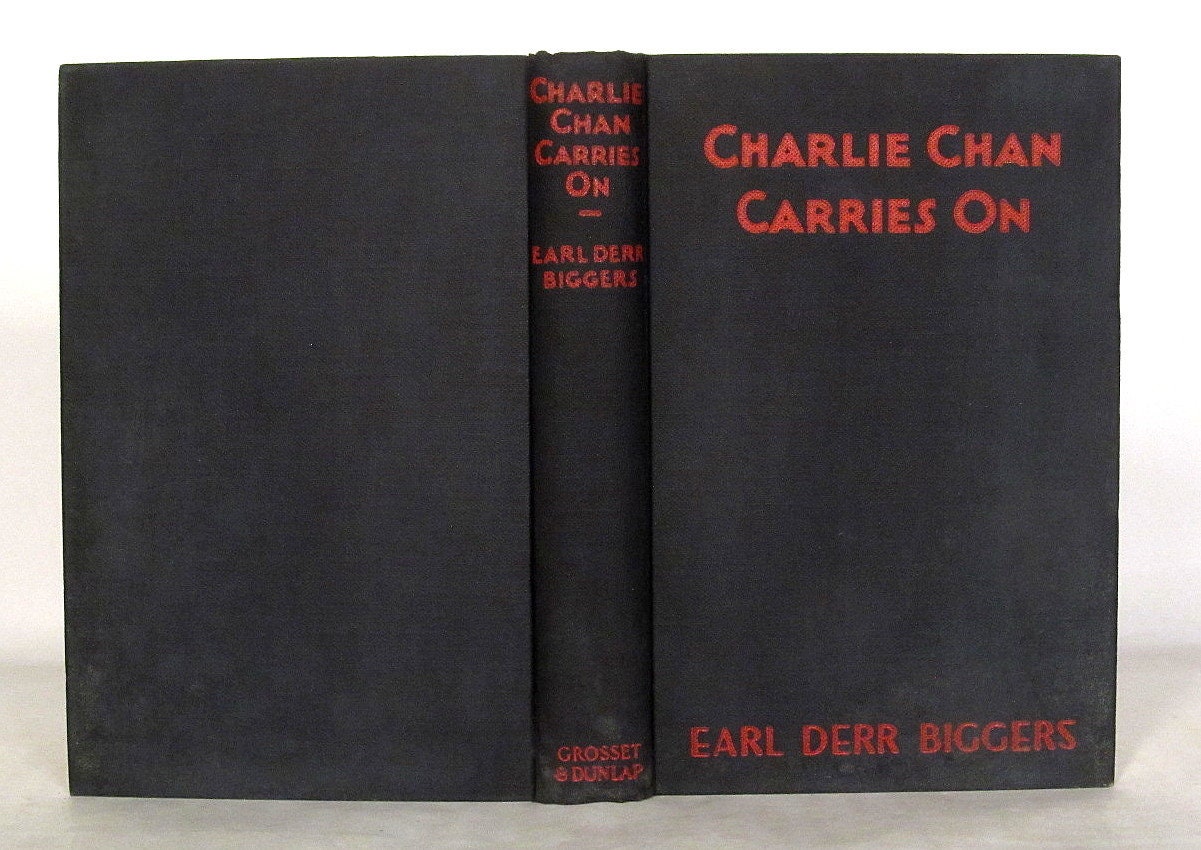 CHARLIE
CHAN
CARRIES
ON
—
EARL DERR
BIGGERS
GROSSET
& DUNLAP
CHARLIE CHAN
CARRIES ON
EARL DERR BIGGERS